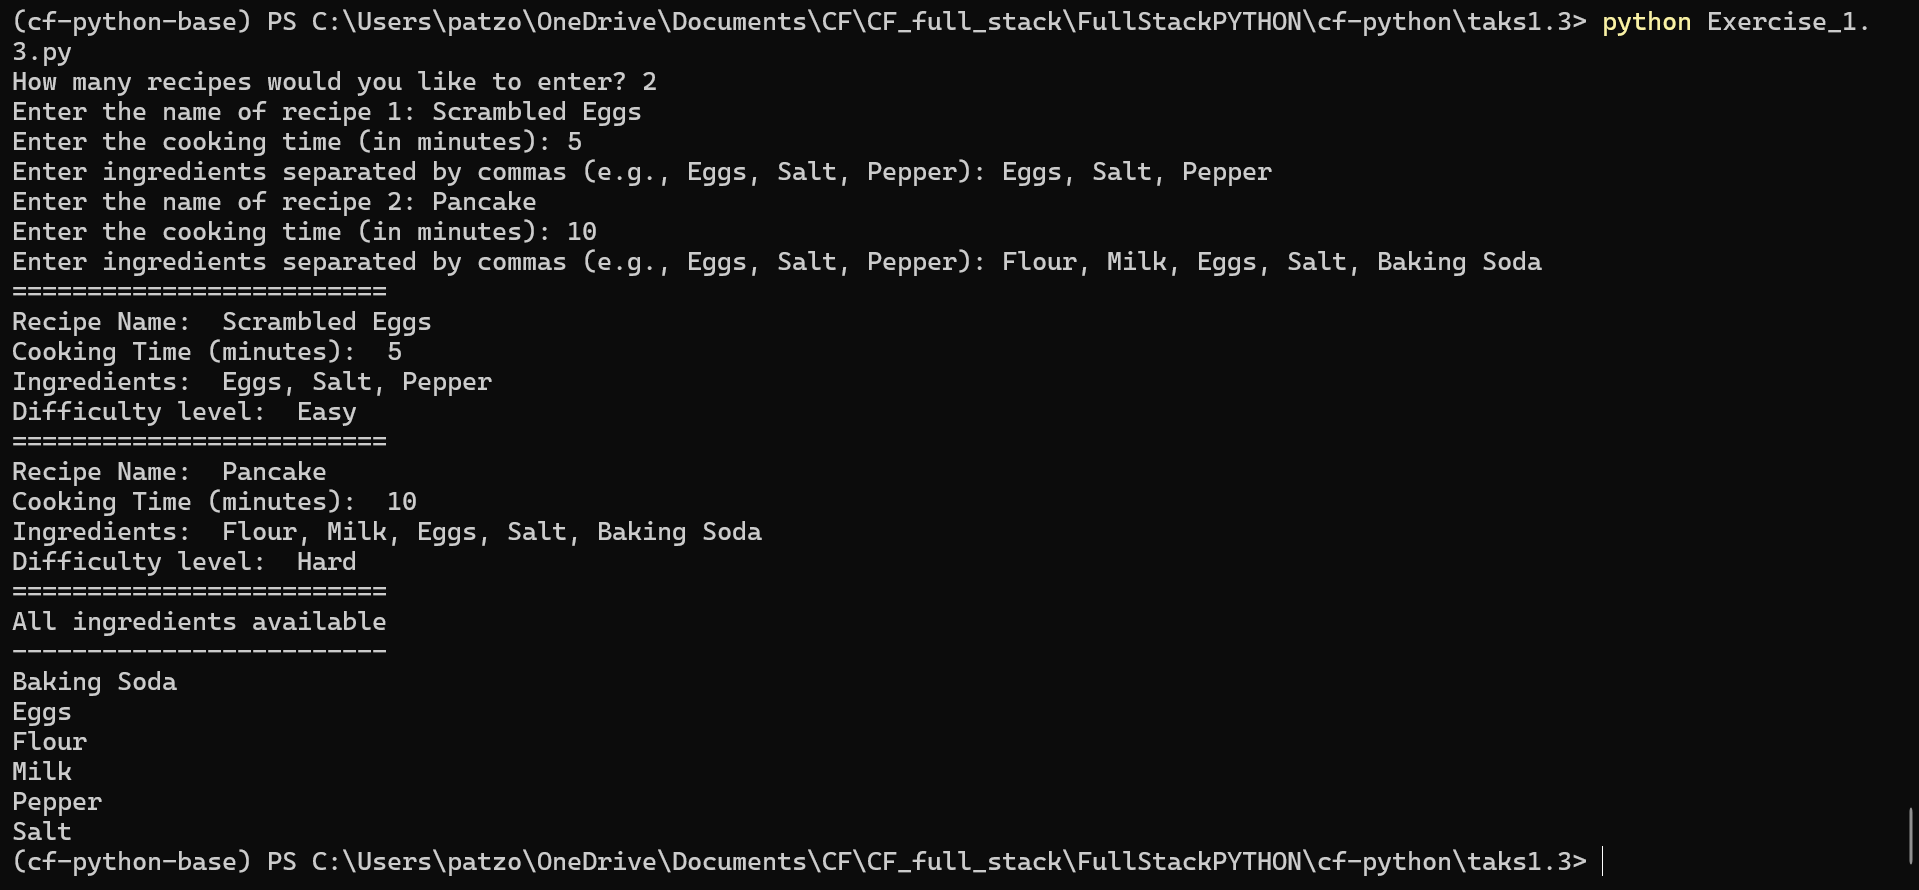 (cf-python-base) PS C:\Users\patzo\OneDrive\Documents\CF\CF_full_stack\FullStackPYTHON\cf-python\taks1.3> python Exercise_1.
3.py
How many recipes would you like to enter? 2
Enter the name of recipe 1: Scrambled Eggs
Enter the cooking time (in minutes): 5
Enter ingredients separated by commas (e.g., Eggs, Salt, Pepper): Eggs, Salt, Pepper
Enter the name of recipe 2: Pancake
Enter the cooking time (in minutes): 10
Enter ingredients separated by commas (e.g., Eggs, Salt, Pepper): Flour, Milk, Eggs, Salt, Baking Soda
=========================
Recipe Name:  Scrambled Eggs
Cooking Time (minutes):  5
Ingredients:  Eggs, Salt, Pepper
Difficulty level:  Easy
=========================
Recipe Name:  Pancake
Cooking Time (minutes):  10
Ingredients:  Flour, Milk, Eggs, Salt, Baking Soda
Difficulty level:  Hard
=========================
All ingredients available
-------------------------
Baking Soda
Eggs
Flour
Milk
Pepper
Salt
(cf-python-base) PS C:\Users\patzo\OneDrive\Documents\CF\CF_full_stack\FullStackPYTHON\cf-python\taks1.3>